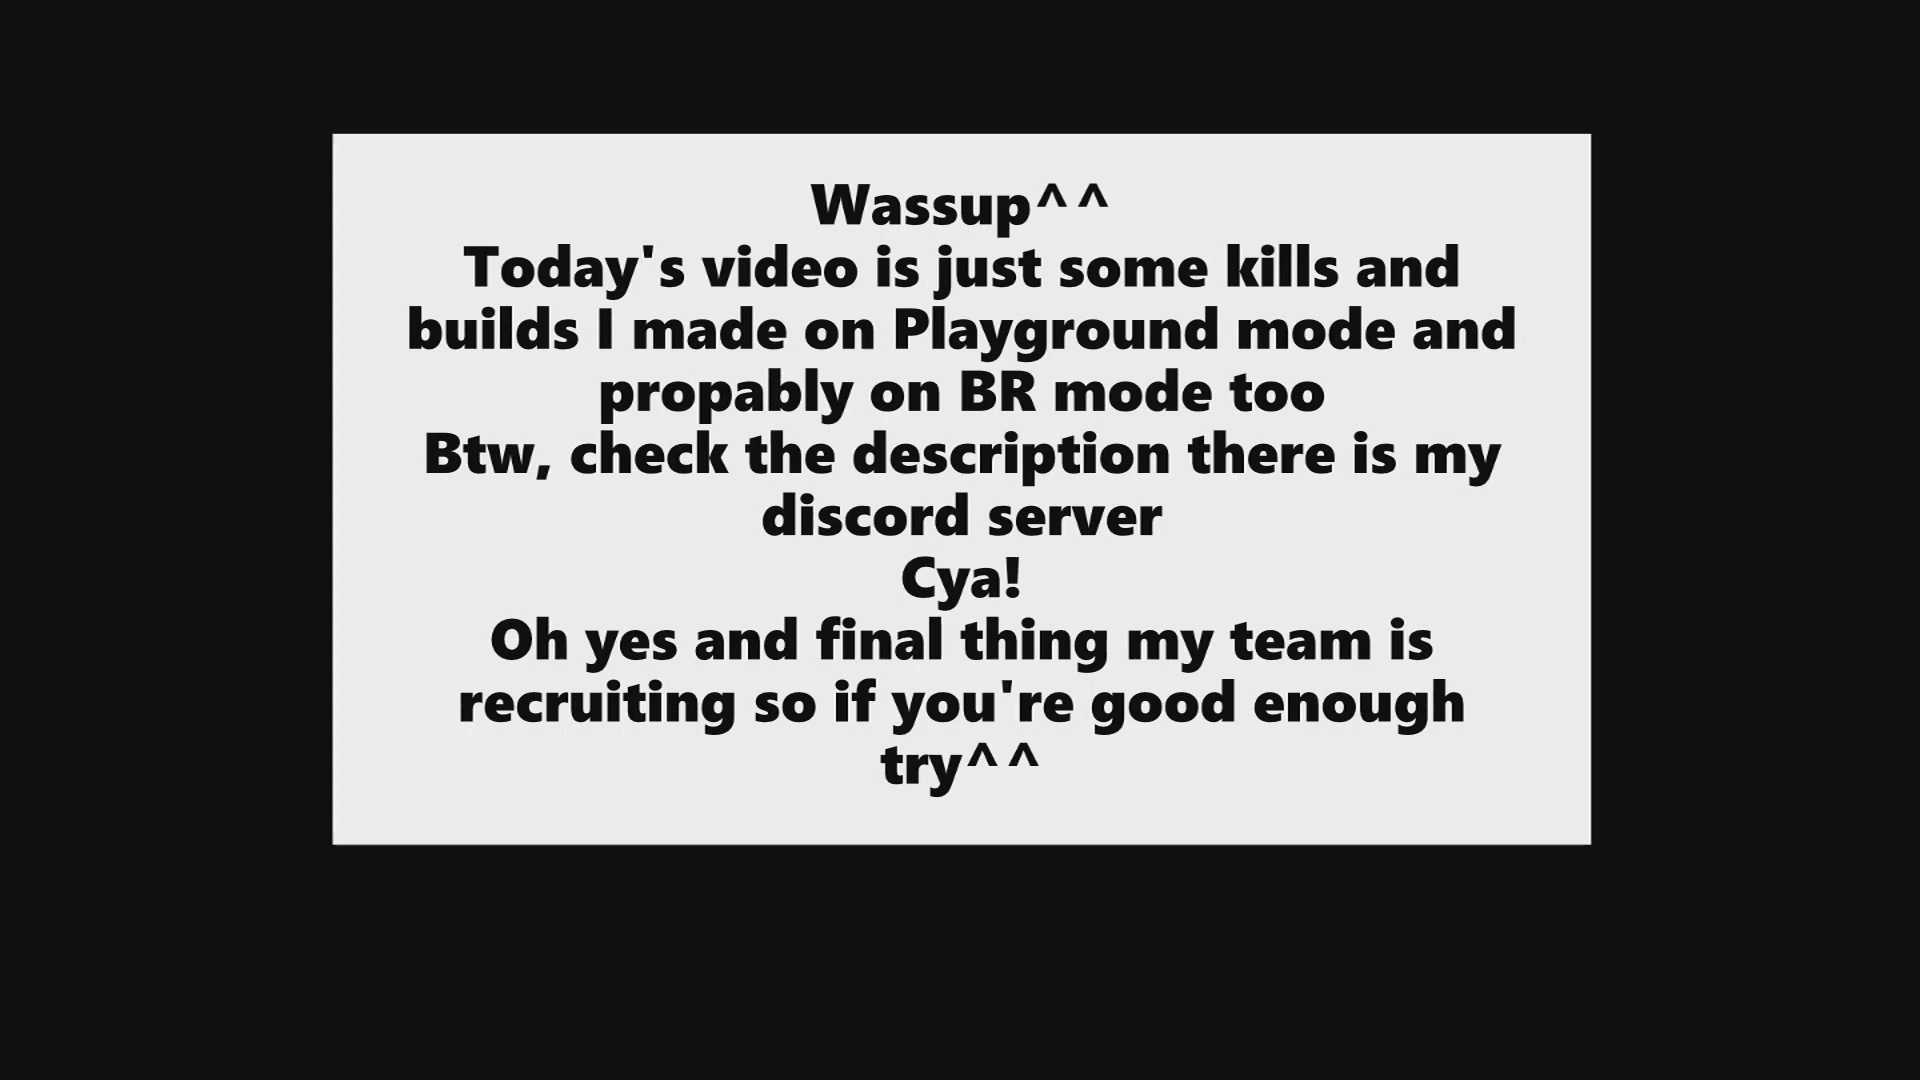 Wassup^^
Today's video is just some kills and
builds I made on Playground mode and
propably on BR mode too
Btw, check the description there is my
discord server
Cya!
Oh yes and final thing my team is
recruiting so if you're good enough
try^^